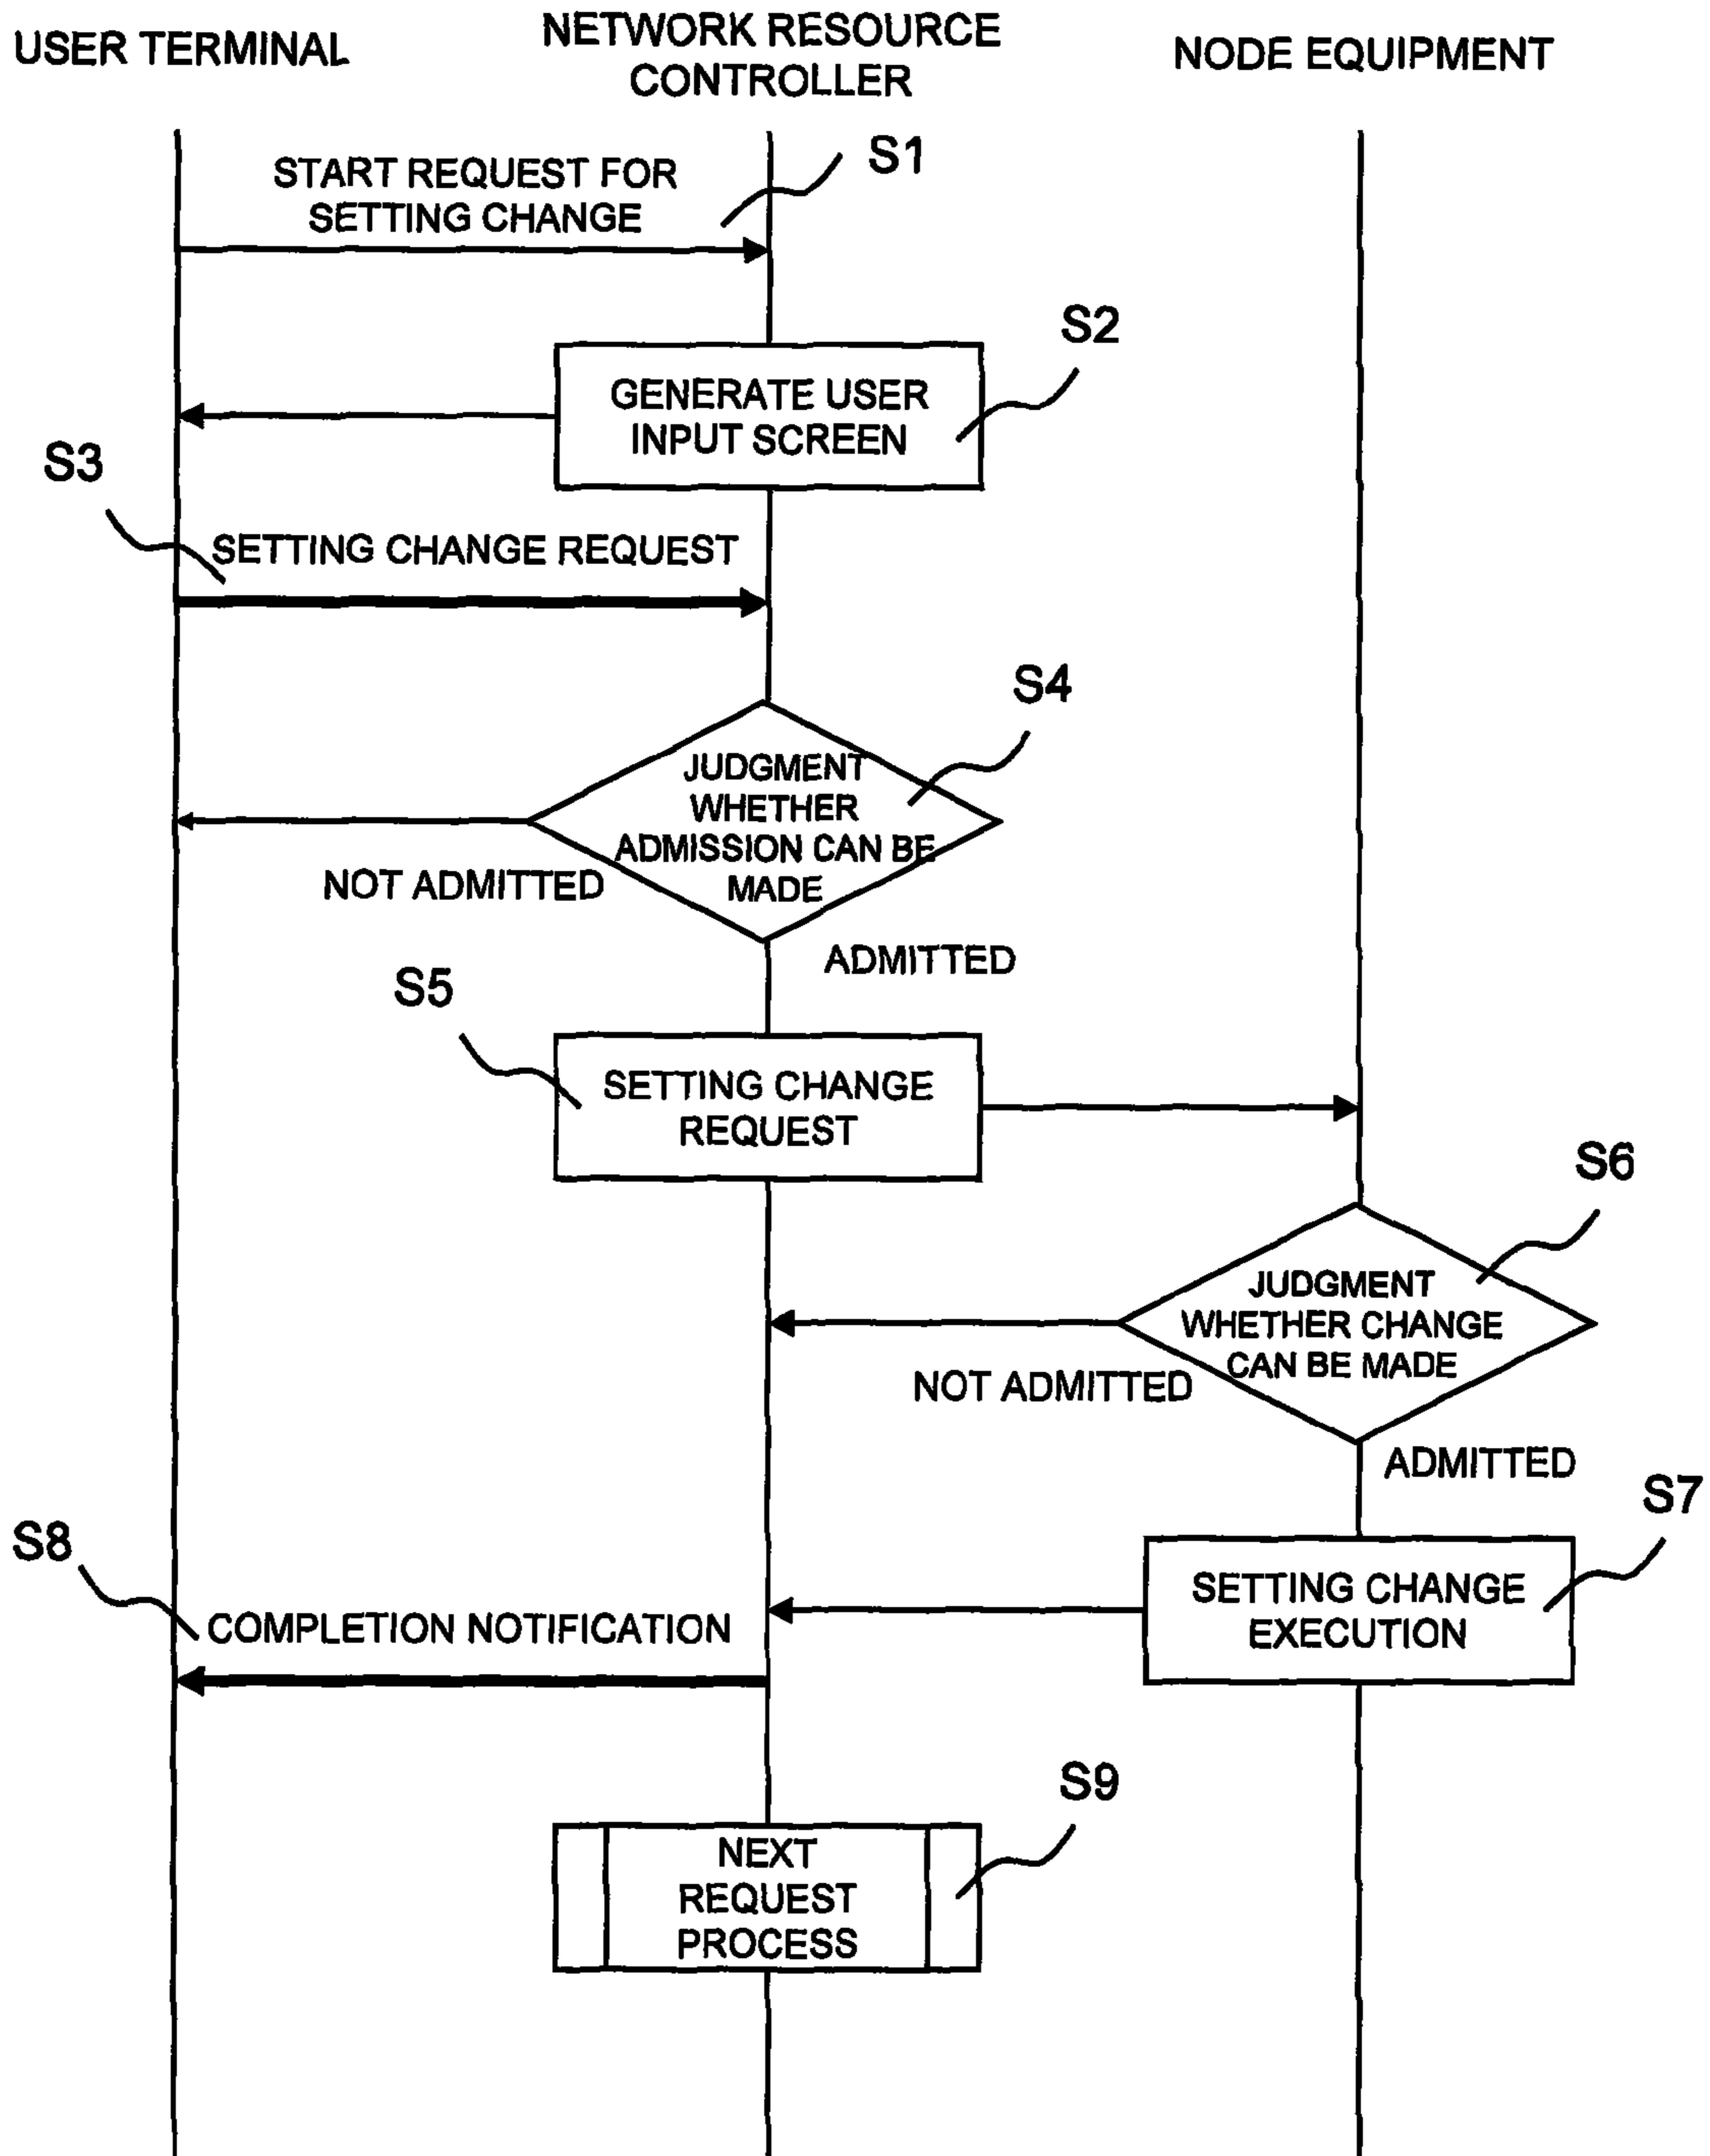 USER TERMINAL
NETWORK RESOURCE
CONTROLLER
NODE EQUIPMENT
START REQUEST FOR
SETTING CHANGE
S1
S2
GENERATE USER
INPUT SCREEN
S3
SETTING CHANGE REQUEST
S4
JUDGMENT
WHETHER
ADMISSION CAN BE
MADE
NOT ADMITTED
ADMITTED
S5
SETTING CHANGE
REQUEST
S6
JUDGMENT
WHETHER CHANGE
CAN BE MADE
NOT ADMITTED
ADMITTED
S7
SETTING CHANGE
EXECUTION
S8
COMPLETION NOTIFICATION
S9
NEXT
REQUEST
PROCESS